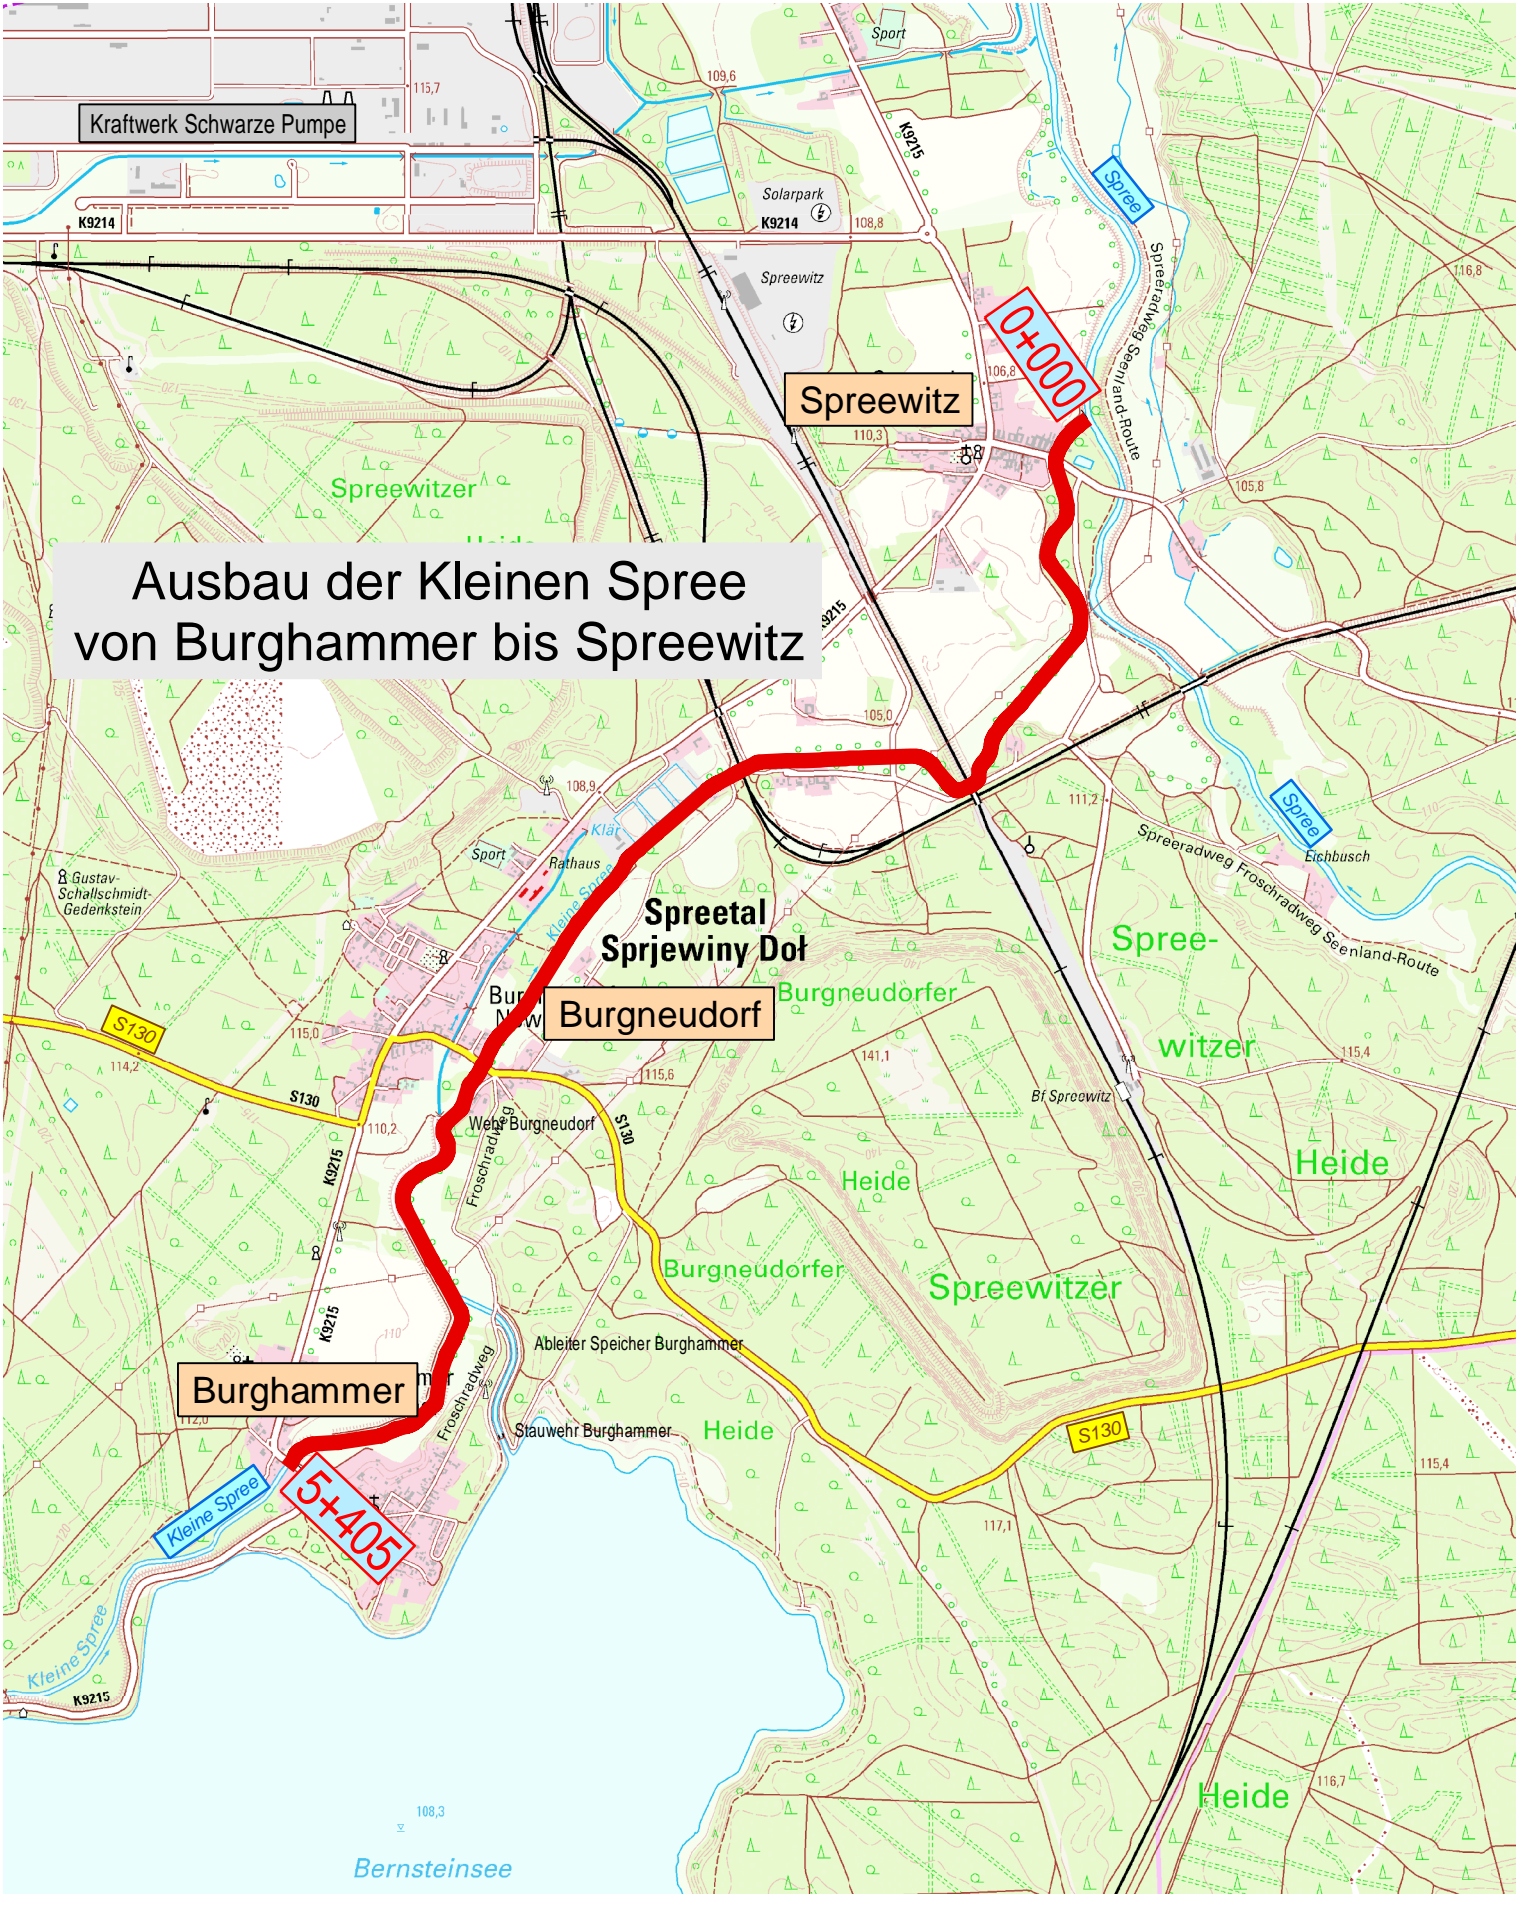 Sport
109,6
115,7
Kraftwerk Schwarze Pumpe
K9215
Spree
Solarpark
K9214
K9214
108,8
Spreeradweg Seenland-Route
116,8
Spreewitz
0+000
106,8
Spreewitz
110,3
105,8
Spreewitzer
Ausbau der Kleinen Spree
von Burghammer bis Spreewitz
K9215
105,0
108,9
111,2
Spree
Klär
Sport
Rathaus
Kleine Spree
Spreeradweg Froschradweg Seenland-Route
Eichbusch
Gustav-
Schallschmidt-
Gedenkstein
Spreetal
Sprjewiny Doł
Spree-
witzer
Heide
Burgneudorfer
Burgneudorf
S130
115,0
114,2
S130
110,2
115,6
141,1
115,4
Bf Spreewitz
Wehr Burgneudorf
S130
Froschradweg
K9215
Heide
Burgneudorfer
Spreewitzer
K9215
110
Ableiter Speicher Burghammer
Burghammer
112,0
Froschradweg
Stauwehr Burghammer
Heide
S130
115,4
Kleine Spree
5+405
117,1
Kleine Spree
K9215
116,7
Heide
108,3
Bernsteinsee